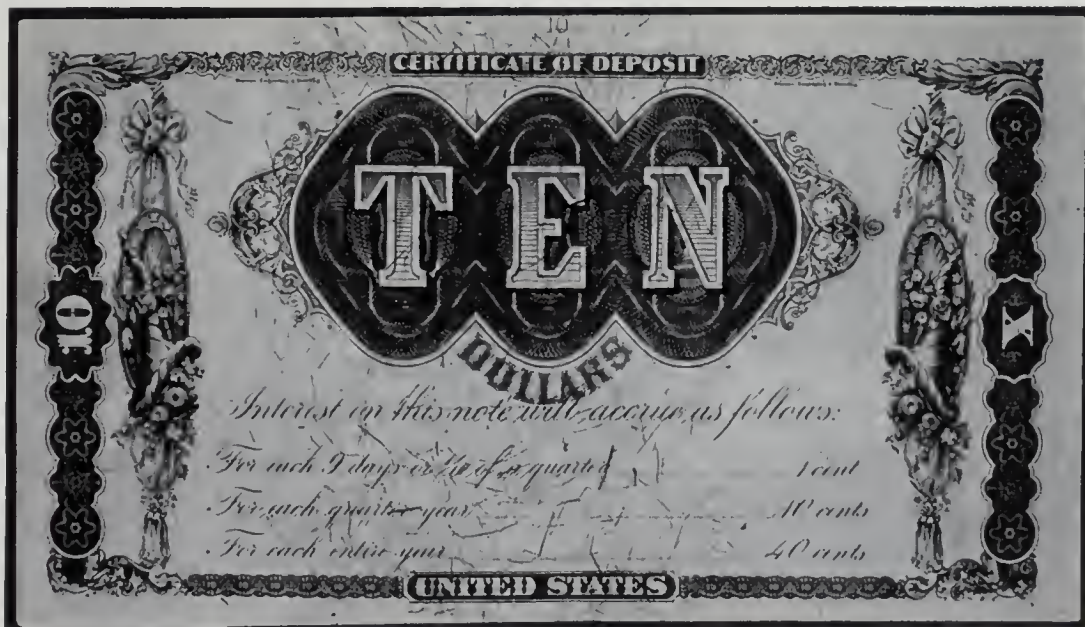 10
CERTIFICATE OF DEPOSIT
TEN
DOLLARS
10
X
Interest on this note will accrue as follows:
For each 9 days or 1/10 of a quarter 1 cent
For each quarter year 10 cents
For each entire year 40 cents
UNITED STATES